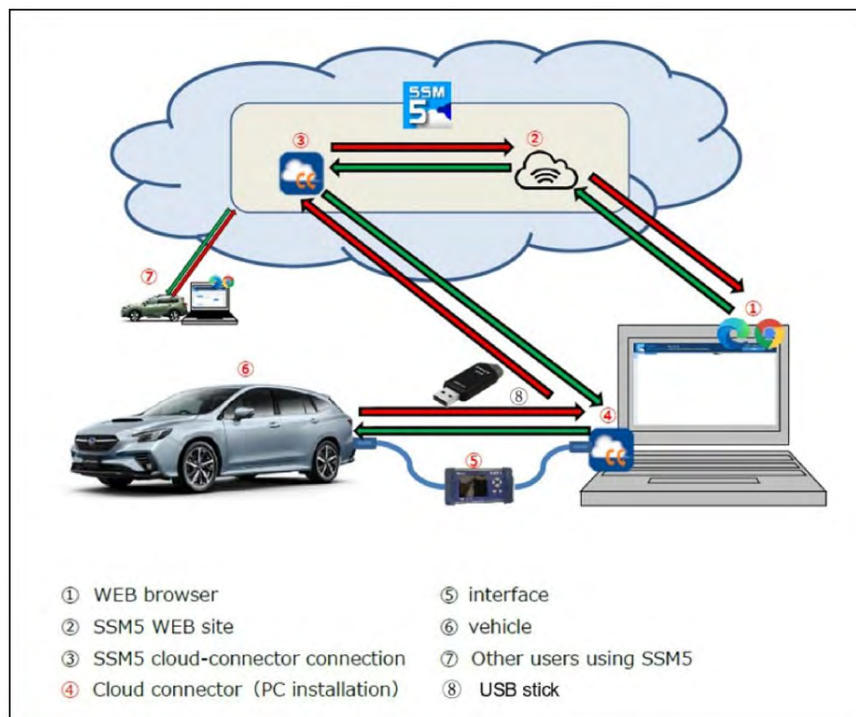 SSM
5
③
②
①
⑦
⑥
⑧
④
⑤
① WEB browser
② SSM5 WEB site
③ SSM5 cloud-connector connection
④ Cloud connector（PC installation）
⑤ interface
⑥ vehicle
⑦ Other users using SSM5
⑧ USB stick